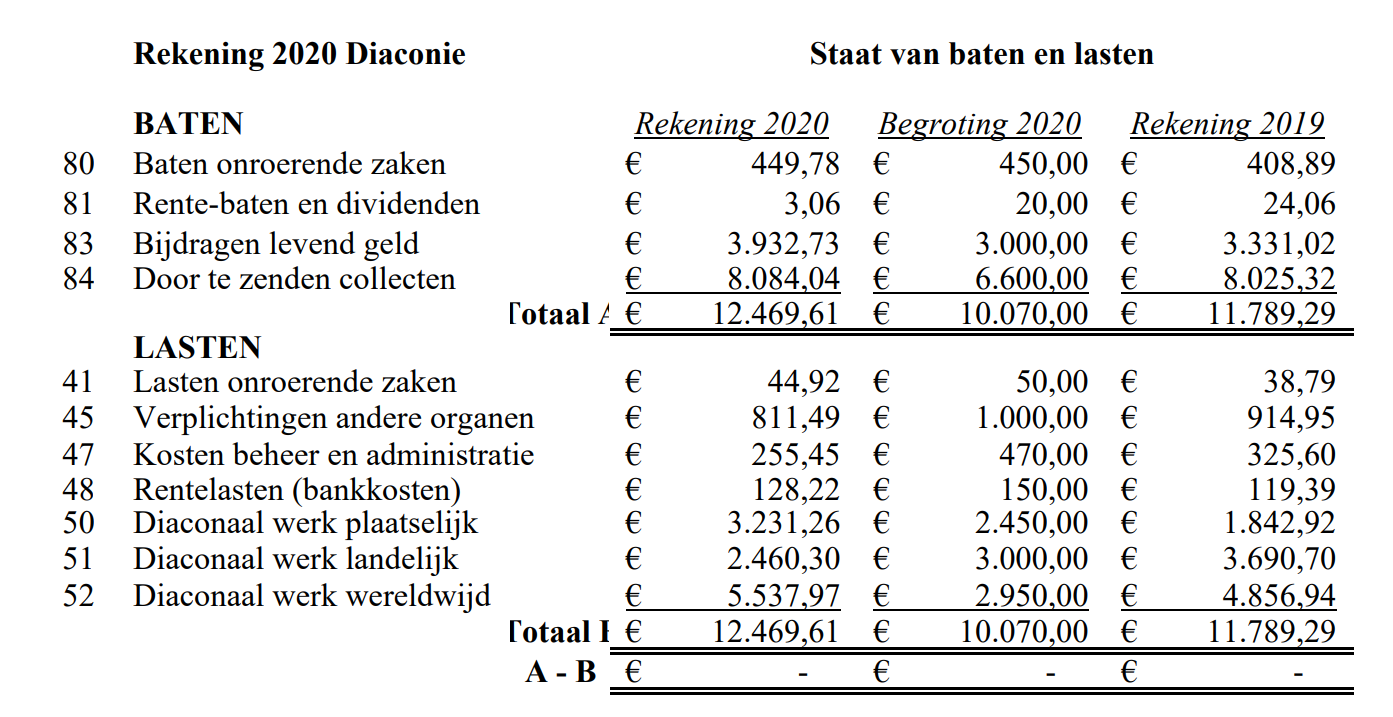 Rekening 2020 Diaconie Staat van baten en lasten
BATEN Rekening 2020 Begroting 2020 Rekening 2019
80 Baten onroerende zaken € 449,78 € 450,00 € 408,89
81 Rente-baten en dividenden € 3,06 € 20,00 € 24,06
83 Bijdragen levend geld € 3.932,73 € 3.000,00 € 3.331,02
84 Door te zenden collecten € 8.084,04 € 6.600,00 € 8.025,32
Totaal A € 12.469,61 € 10.070,00 € 11.789,29
LASTEN
41 Lasten onroerende zaken € 44,92 € 50,00 € 38,79
45 Verplichtingen andere organen € 811,49 € 1.000,00 € 914,95
47 Kosten beheer en administratie € 255,45 € 470,00 € 325,60
48 Rentelasten (bankkosten) € 128,22 € 150,00 € 119,39
50 Diaconaal werk plaatselijk € 3.231,26 € 2.450,00 € 1.842,92
51 Diaconaal werk landelijk € 2.460,30 € 3.000,00 € 3.690,70
52 Diaconaal werk wereldwijd € 5.537,97 € 2.950,00 € 4.856,94
Totaal € 12.469,61 € 10.070,00 € 11.789,29
A - B € - € - € -